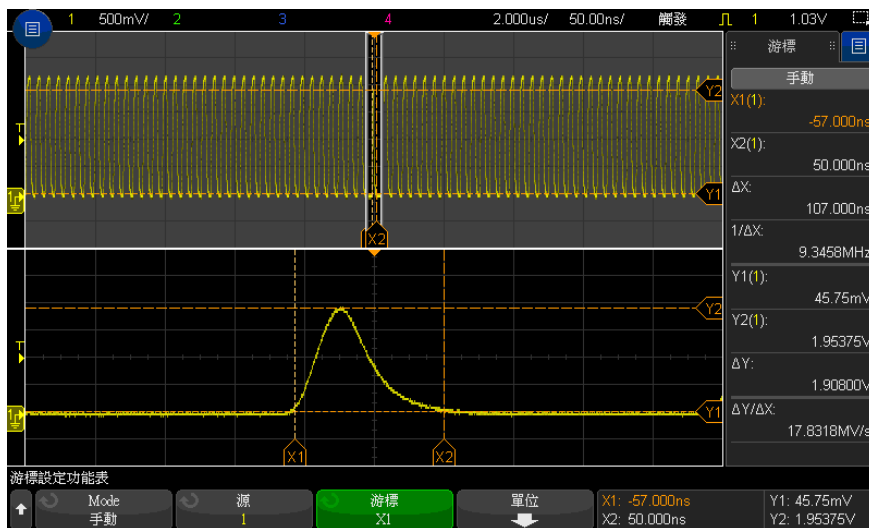 1 500mV/ 2 3 4 2.000us/ 50.00ns/ 觸發 1 1.03V
游標
手動
X1(1):
-57.000ns
X2(1):
50.000ns
ΔX:
107.000ns
1/ΔX:
9.3458MHz
Y1(1):
45.75mV
Y2(1):
1.95375V
ΔY:
1.90800V
ΔY/ΔX:
17.8318MV/s
Y2
T
1
Y1
X2
Y2
T
1
Y1
X1 X2
游標設定功能表
Mode
手動
源
1
游標
X1
單位
X1: -57.000ns
X2: 50.000ns
Y1: 45.75mV
Y2: 1.95375V